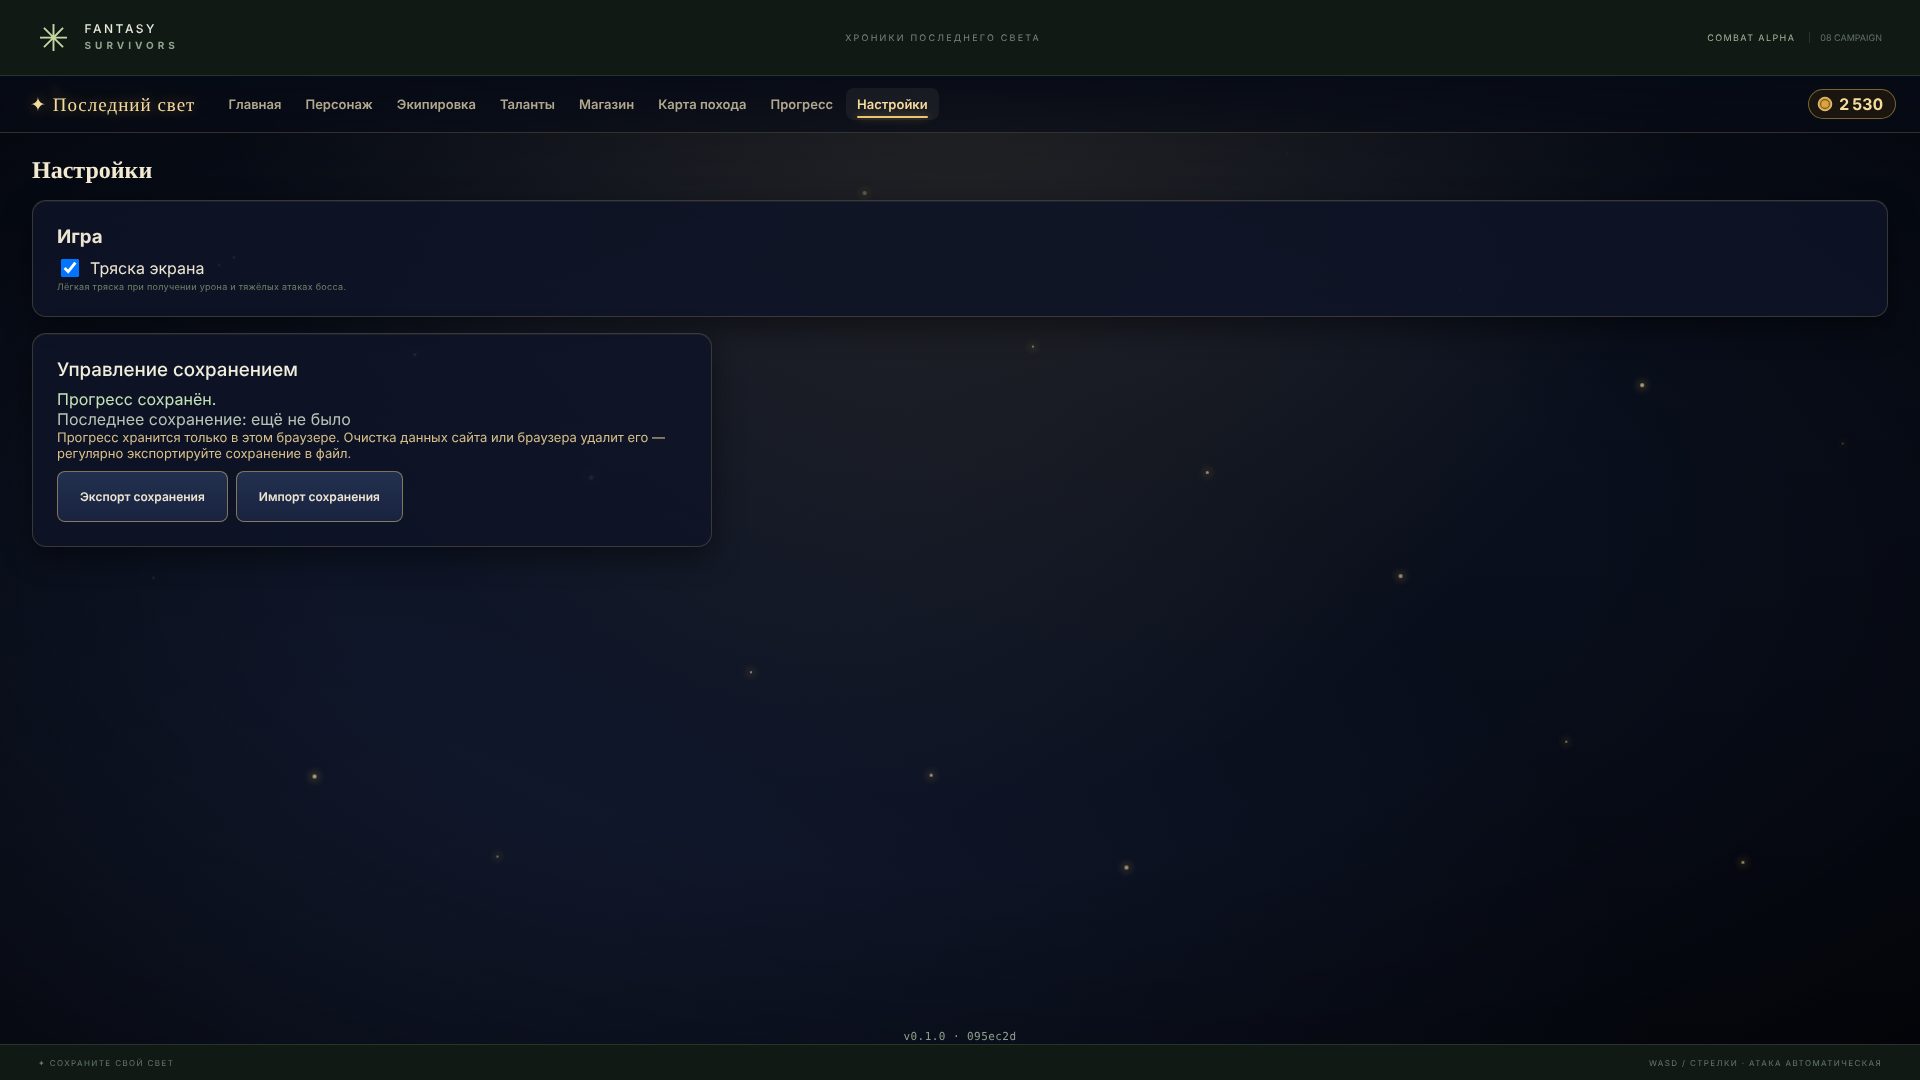 FANTASY
SURVIVORS
ХРОНИКИ ПОСЛЕДНЕГО СВЕТА
COMBAT ALPHA
08 CAMPAIGN
✦ Последний свет
Главная
Персонаж
Экипировка
Таланты
Магазин
Карта похода
Прогресс
Настройки
2 530
Настройки
Игра
Тряска экрана
Лёгкая тряска при получении урона и тяжёлых атаках босса.
Управление сохранением
Прогресс сохранён.
Последнее сохранение: ещё не было
Прогресс хранится только в этом браузере. Очистка данных сайта или браузера удалит его —
регулярно экспортируйте сохранение в файл.
Экспорт сохранения
Импорт сохранения
v0.1.0 · 095ec2d
✦ СОХРАНИТЕ СВОЙ СВЕТ
WASD / СТРЕЛКИ · АТАКА АВТОМАТИЧЕСКАЯ